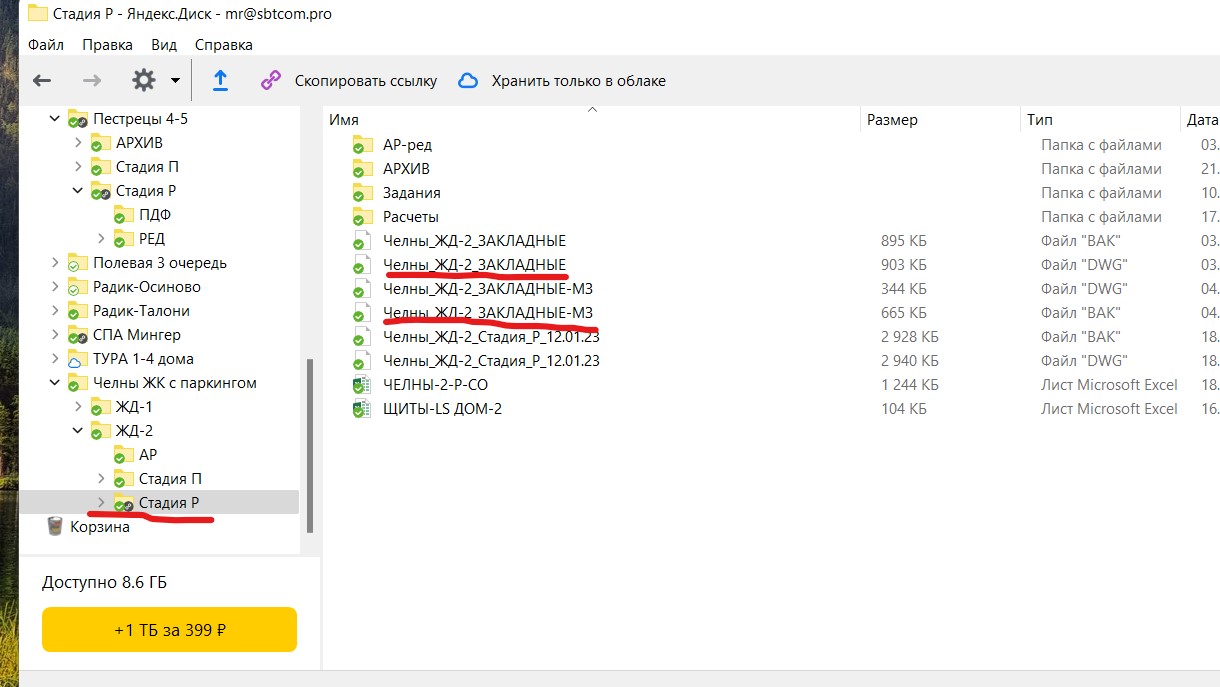 Стадия Р - Яндекс.Диск - mr@sbtcom.pro
Файл Правка Вид Справка
Скопировать ссылку Хранить только в облаке
Пестрецы 4-5
АРХИВ
Стадия П
Стадия Р
ПДФ
РЕД
Полевая 3 очередь
Радик-Осиново
Радик-Талони
СПА Мингер
ТУРА 1-4 дома
Челны ЖК с паркингом
ЖД-1
ЖД-2
АР
Стадия П
Стадия Р
Корзина
Доступно 8.6 ГБ
+1 ТБ за 399 ₽
Имя Размер Тип Дата
АР-ред Папка с файлами 03.
АРХИВ Папка с файлами 21.
Задания Папка с файлами 10.
Расчеты Папка с файлами 17.
Челны_ЖД-2_ЗАКЛАДНЫЕ 895 КБ Файл "BAK" 03.
Челны_ЖД-2_ЗАКЛАДНЫЕ 903 КБ Файл "DWG" 03.
Челны_ЖД-2_ЗАКЛАДНЫЕ-МЗ 344 КБ Файл "BAK" 04.
Челны_ЖД-2_ЗАКЛАДНЫЕ-МЗ 665 КБ Файл "DWG" 04.
Челны_ЖД-2_Стадия_Р_12.01.23 2 928 КБ Файл "BAK" 18.
Челны_ЖД-2_Стадия_Р_12.01.23 2 940 КБ Файл "DWG" 18.
ЧЕЛНЫ-2-Р-СО 1 244 КБ Лист Microsoft Excel 18.
ЩИТЫ-LS ДОМ-2 104 КБ Лист Microsoft Excel 16.